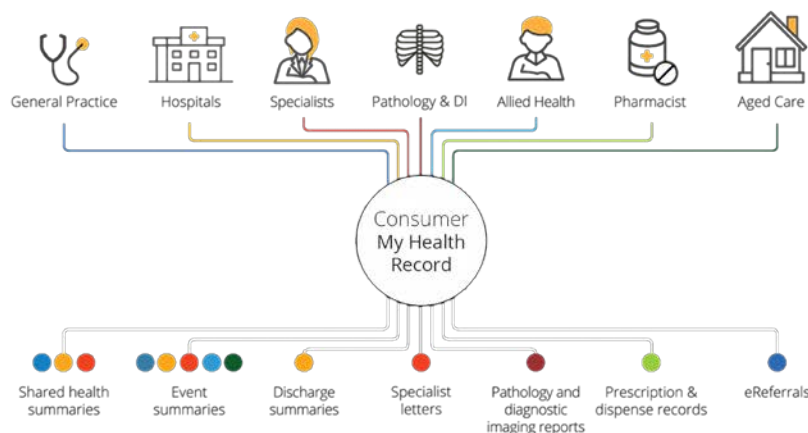 General Practice
Hospitals
Specialists
Pathology & DI
Allied Health
Pharmacist
Aged Care
Consumer
My Health
Record
Shared health
summaries
Event
summaries
Discharge
summaries
Specialist
letters
Pathology and
diagnostic
imaging reports
Prescription &
dispense records
eReferrals